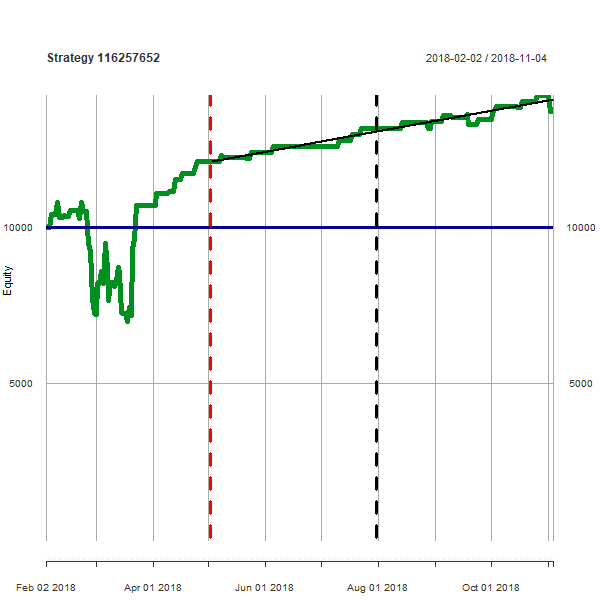 Strategy 116257652 2018-02-02 / 2018-11-04
10000 10000
Equity
5000 5000
Feb 02 2018 Apr 01 2018 Jun 01 2018 Aug 01 2018 Oct 01 2018